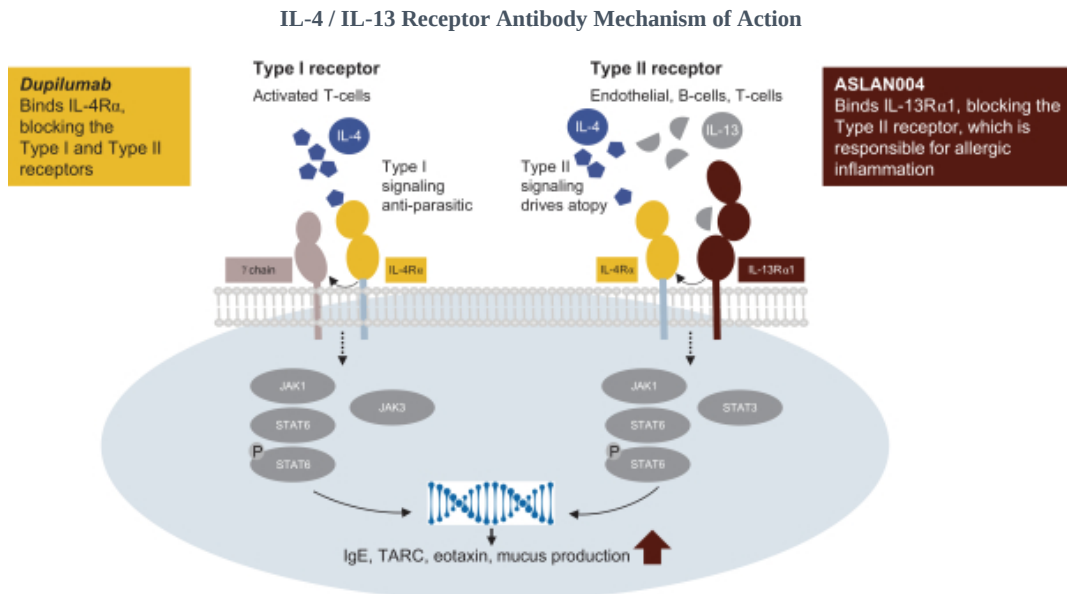 IL-4 / IL-13 Receptor Antibody Mechanism of Action
Dupilumab
Binds IL-4Rα,
blocking the
Type I and Type II
receptors
Type I receptor
Activated T-cells
IL-4
Type I
signaling
anti-parasitic
? chain
IL-4Rα
Type II receptor
Endothelial, B-cells, T-cells
IL-4
IL-13
Type II
signaling
drives atopy
IL-4Rα
IL-13Rα1
ASLAN004
Binds IL-13Rα1, blocking the
Type II receptor, which is
responsible for allergic
inflammation
JAK1
JAK3
STAT6
P
STAT6
JAK1
STAT3
STAT6
P
STAT6
IgE, TARC, eotaxin, mucus production